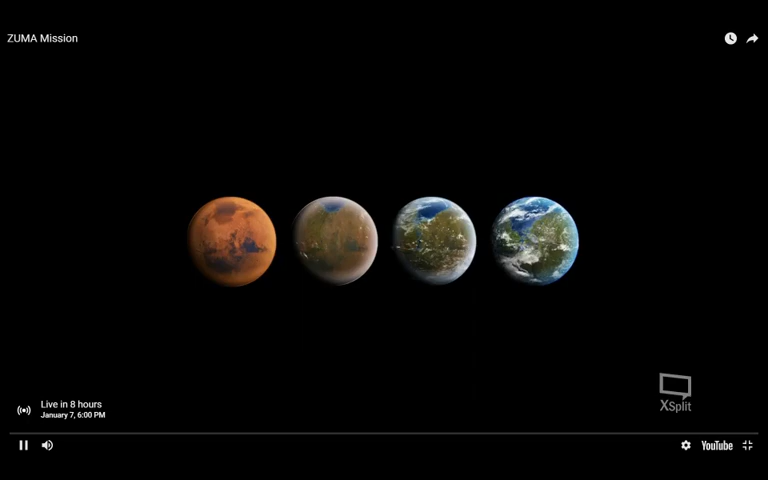 ZUMA Mission
Live in 8 hours
January 7, 6:00 PM
XSplit
YouTube